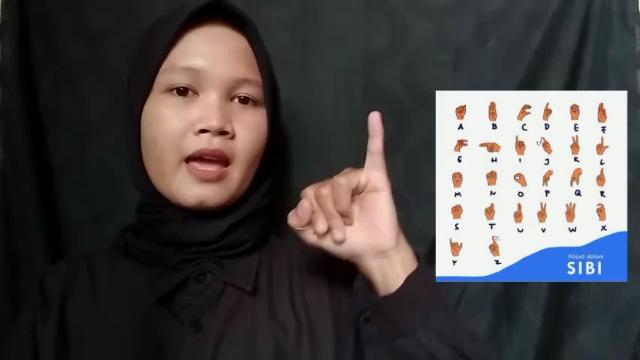 A B C D E F
G H I J K L
M N O P Q R
S T U V W X
Y Z
Abjad dalam
SIBI